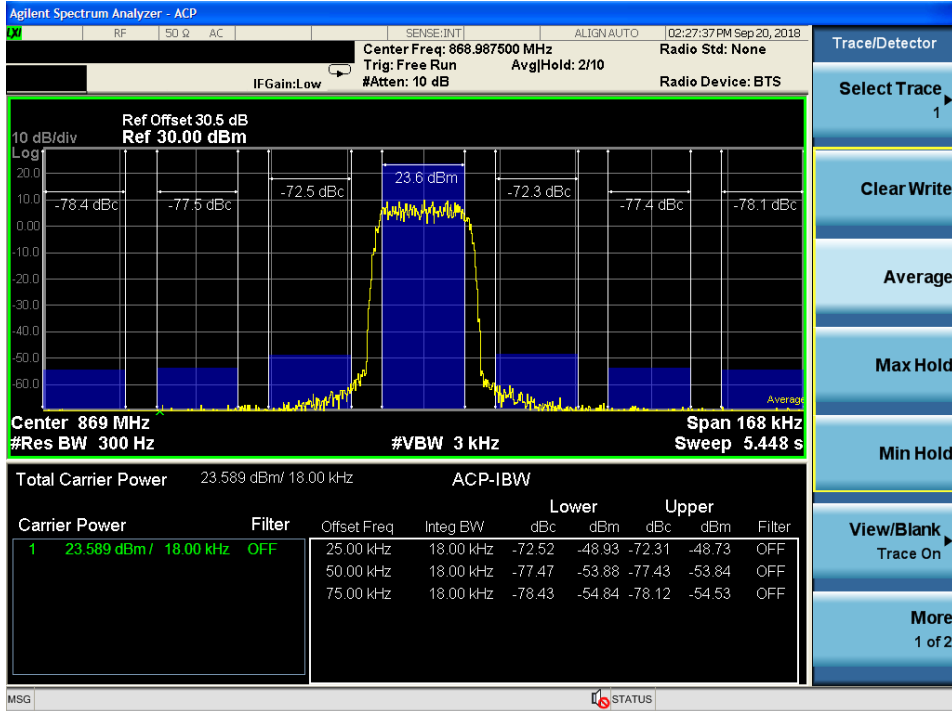 Agilent Spectrum Analyzer - ACP
LXI RF 50 Ω AC SENSE:INT ALIGN AUTO 02:27:37 PM Sep 20, 2018
Center Freq: 868.987500 MHz Radio Std: None
Trig: Free Run Avg|Hold: 2/10
IFGain:Low #Atten: 10 dB Radio Device: BTS
Trace/Detector
Select Trace
1
Clear Write
Average
Max Hold
Min Hold
View/Blank
Trace On
More
1 of 2
Ref Offset 30.5 dB
10 dB/div Ref 30.00 dBm
Log
20.0
10.0
0.00
-10.0
-20.0
-30.0
-40.0
-50.0
-60.0
-78.4 dBc -77.5 dBc -72.5 dBc 23.6 dBm -72.3 dBc -77.4 dBc -78.1 dBc
Average
Center 869 MHz Span 168 kHz
#Res BW 300 Hz #VBW 3 kHz Sweep 5.448 s
Total Carrier Power 23.589 dBm/ 18.00 kHz ACP-IBW
Lower Upper
Carrier Power Filter Offset Freq Integ BW dBc dBm dBc dBm Filter
1 23.589 dBm / 18.00 kHz OFF 25.00 kHz 18.00 kHz -72.52 -48.93 -72.31 -48.73 OFF
50.00 kHz 18.00 kHz -77.47 -53.88 -77.43 -53.84 OFF
75.00 kHz 18.00 kHz -78.43 -54.84 -78.12 -54.53 OFF
MSG STATUS